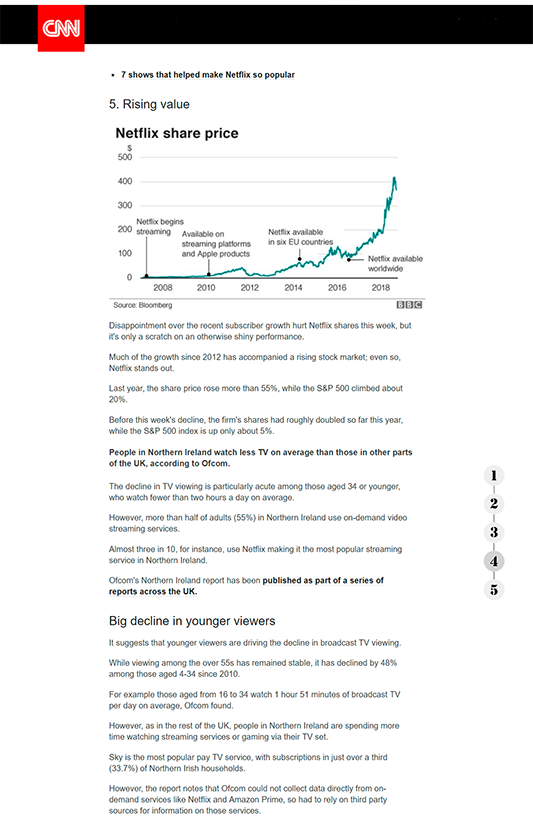 CNN
7 shows that helped make Netflix so popular
5. Rising value
Netflix share price
$
500
400
300
200
100
0
Netflix begins
streaming
Available on
streaming platforms
and Apple products
Netflix available
in six EU countries
Netflix available
worldwide
2008 2010 2012 2014 2016 2018
Source: Bloomberg
BBC
Disappointment over the recent subscriber growth hurt Netflix shares this week, but
it's only a scratch on an otherwise shiny performance.
Much of the growth since 2012 has accompanied a rising stock market; even so,
Netflix stands out.
Last year, the share price rose more than 55%, while the S&P 500 climbed about
20%.
Before this week's decline, the firm's shares had roughly doubled so far this year,
while the S&P 500 index is up only about 5%.
People in Northern Ireland watch less TV on average than those in other parts
of the UK, according to Ofcom.
The decline in TV viewing is particularly acute among those aged 34 or younger,
who watch fewer than two hours a day on average.
However, more than half of adults (55%) in Northern Ireland use on-demand video
streaming services.
Almost three in 10, for instance, use Netflix making it the most popular streaming
service in Northern Ireland.
Ofcom's Northern Ireland report has been published as part of a series of
reports across the UK.
Big decline in younger viewers
It suggests that younger viewers are driving the decline in broadcast TV viewing.
While viewing among the over 55s has remained stable, it has declined by 48%
among those aged 4-34 since 2010.
For example those aged from 16 to 34 watch 1 hour 51 minutes of broadcast TV
per day on average, Ofcom found.
However, as in the rest of the UK, people in Northern Ireland are spending more
time watching streaming services or gaming via their TV set.
Sky is the most popular pay TV service, with subscriptions in just over a third
(33.7%) of Northern Irish households.
However, the report notes that Ofcom could not collect data directly from on-
demand services like Netflix and Amazon Prime, so had to rely on third party
sources for information on those services.
1
2
3
4
5